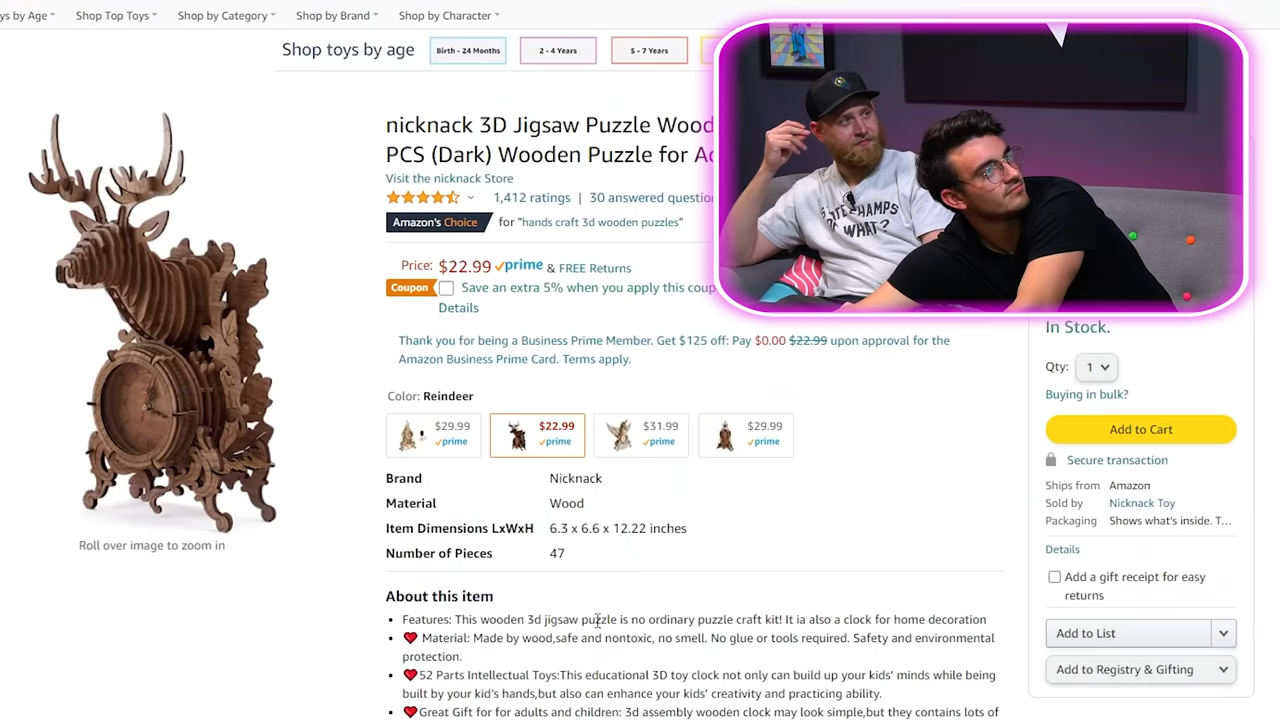 ys by Age
Shop Top Toys
Shop by Category
Shop by Brand
Shop by Character
Shop toys by age
Birth - 24 Months
2 - 4 Years
5 - 7 Years
nicknack 3D Jigsaw Puzzle Wood
PCS (Dark) Wooden Puzzle for
Visit the nicknack Store
1,412 ratings | 30 answered questio
Amazon's Choice for "hands craft 3d wooden puzzles"
Price: $22.99 prime & FREE Returns
Coupon Save an extra 5% when you apply this coup
Details
Thank you for being a Business Prime Member. Get $125 off: Pay $0.00 $22.99 upon approval for the
Amazon Business Prime Card. Terms apply.
Color: Reindeer
$29.99 prime
$22.99 prime
$31.99 prime
$29.99 prime
Brand Nicknack
Material Wood
Item Dimensions LxWxH 6.3 x 6.6 x 12.22 inches
Number of Pieces 47
About this item
Features: This wooden 3d jigsaw puzzle is no ordinary puzzle craft kit! It ia also a clock for home decoration
Material: Made by wood,safe and nontoxic, no smell. No glue or tools required. Safety and environmental
protection.
52 Parts Intellectual Toys:This educational 3D toy clock not only can build up your kids' minds while being
built by your kid's hands,but also can enhance your kids' creativity and practicing ability.
Great Gift for for adults and children: 3d assembly wooden clock may look simple,but they contains lots of
Roll over image to zoom in
OF WHAT?
In Stock.
Qty: 1
Buying in bulk?
Add to Cart
Secure transaction
Ships from Amazon
Sold by Nicknack Toy
Packaging Shows what's inside. T...
Details
Add a gift receipt for easy
returns
Add to List
Add to Registry & Gifting